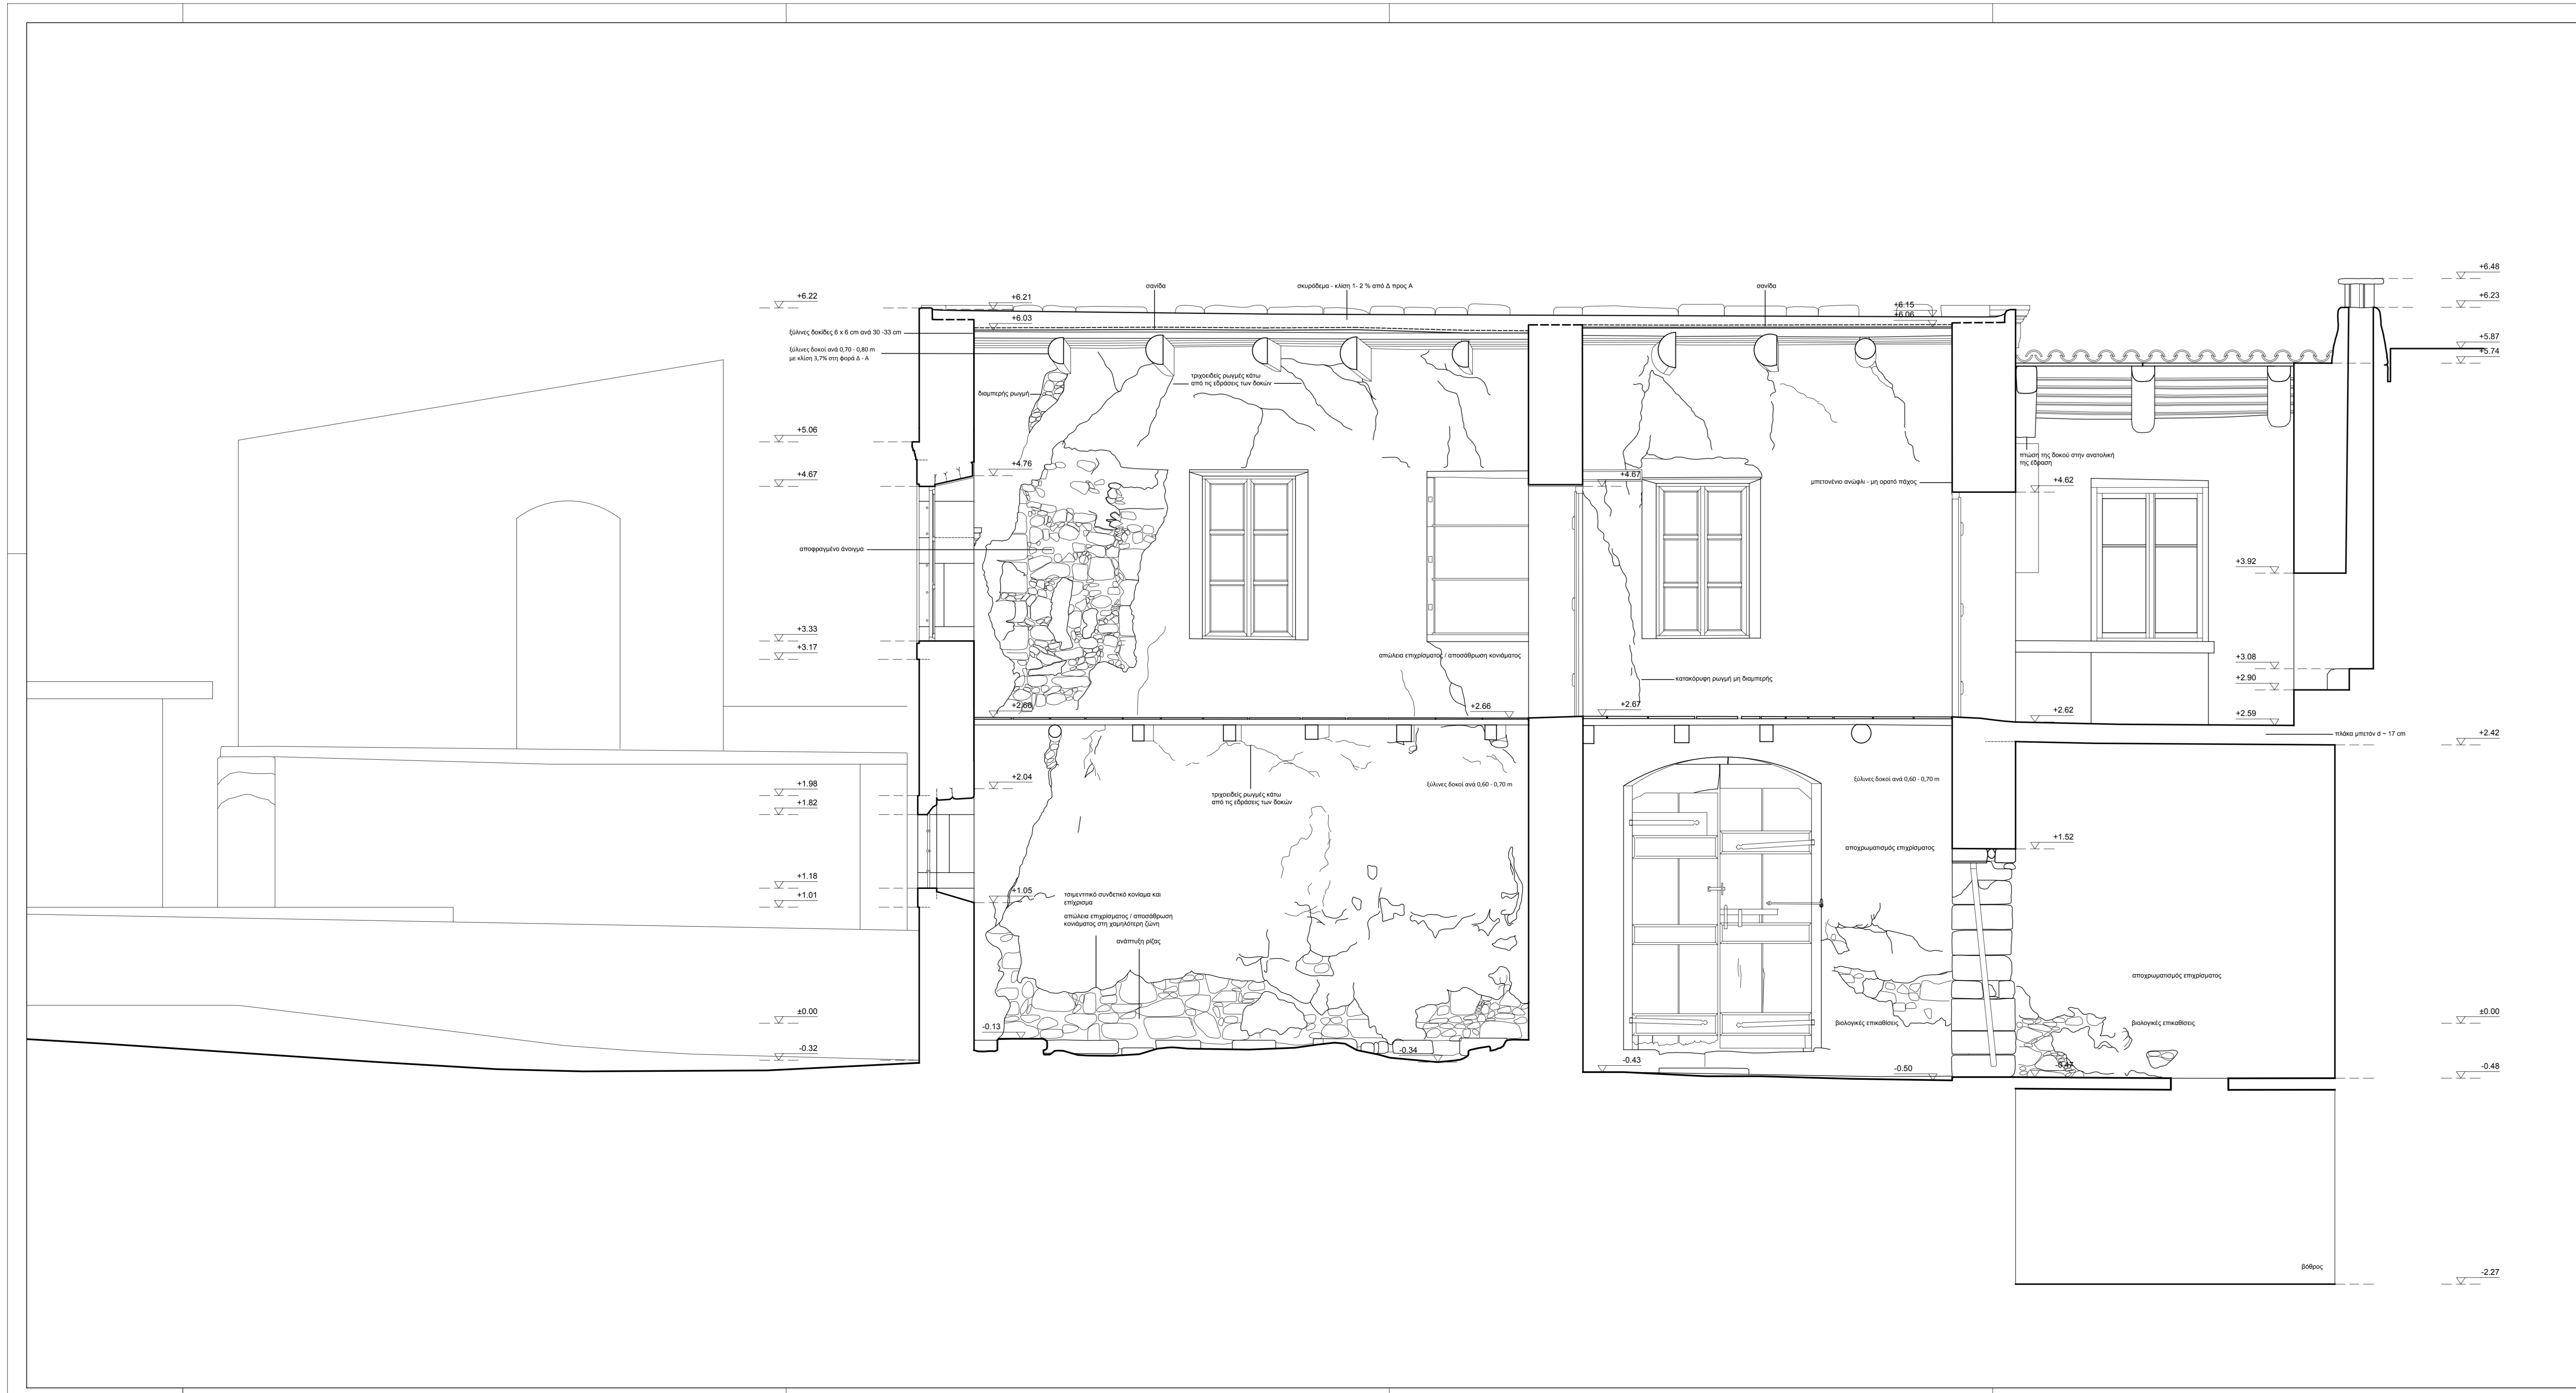 +6.48
+6.22
+6.21
σανίδα
σκυρόδεμα - κλίση 1- 2 % από Δ προς Α
σανίδα
+6.15
+6.23
+6.03
+6.06
ξύλινες δοκίδες 6 x 6 cm ανά 30 -33 cm
ξύλινες δοκοί ανά 0,70 - 0,80 m
με κλίση 3,7% στη φορά Δ - Α
+5.87
+5.74
τριχοειδείς ρωγμές κάτω
από τις εδράσεις των δοκών
διαμπερής ρωγμή
+5.06
πτώση της δοκού στην ανατολική
της έδραση
+4.76
+4.67
+4.67
μπετονένιο ανώφλι - μη ορατό πάχος
+4.62
αποφραγμένο άνοιγμα
+3.92
+3.33
+3.17
απώλεια επιχρίσματος / αποσάθρωση κονιάματος
+3.08
κατακόρυφη ρωγμή μη διαμπερής
+2.90
+2.66
+2.66
+2.67
+2.62
+2.59
πλάκα μπετόν d ~ 17 cm
+2.42
+2.04
+1.98
+1.82
ξύλινες δοκοί ανά 0,60 - 0,70 m
ξύλινες δοκοί ανά 0,60 - 0,70 m
τριχοειδείς ρωγμές κάτω
από τις εδράσεις των δοκών
+1.52
αποχρωματισμός επιχρίσματος
+1.18
+1.01
+1.05
τσιμεντιτικό συνδετικό κονίαμα και
επίχρισμα
απώλεια επιχρίσματος / αποσάθρωση
κονιάματος στη χαμηλότερη ζώνη
ανάπτυξη ρίζας
αποχρωματισμός επιχρίσματος
±0.00
±0.00
-0.13
βιολογικές επικαθίσεις
βιολογικές επικαθίσεις
-0.32
-0.34
-0.43
-0.50
-0.47
-0.48
βόθρος
-2.27